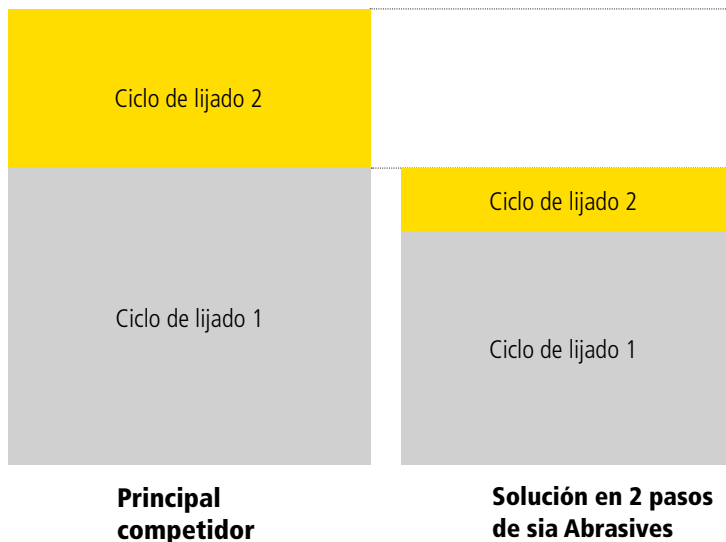 Ciclo de lijado 2
Ciclo de lijado 1
Principal
competidor
Ciclo de lijado 2
Ciclo de lijado 1
Solución en 2 pasos
de sia Abrasives